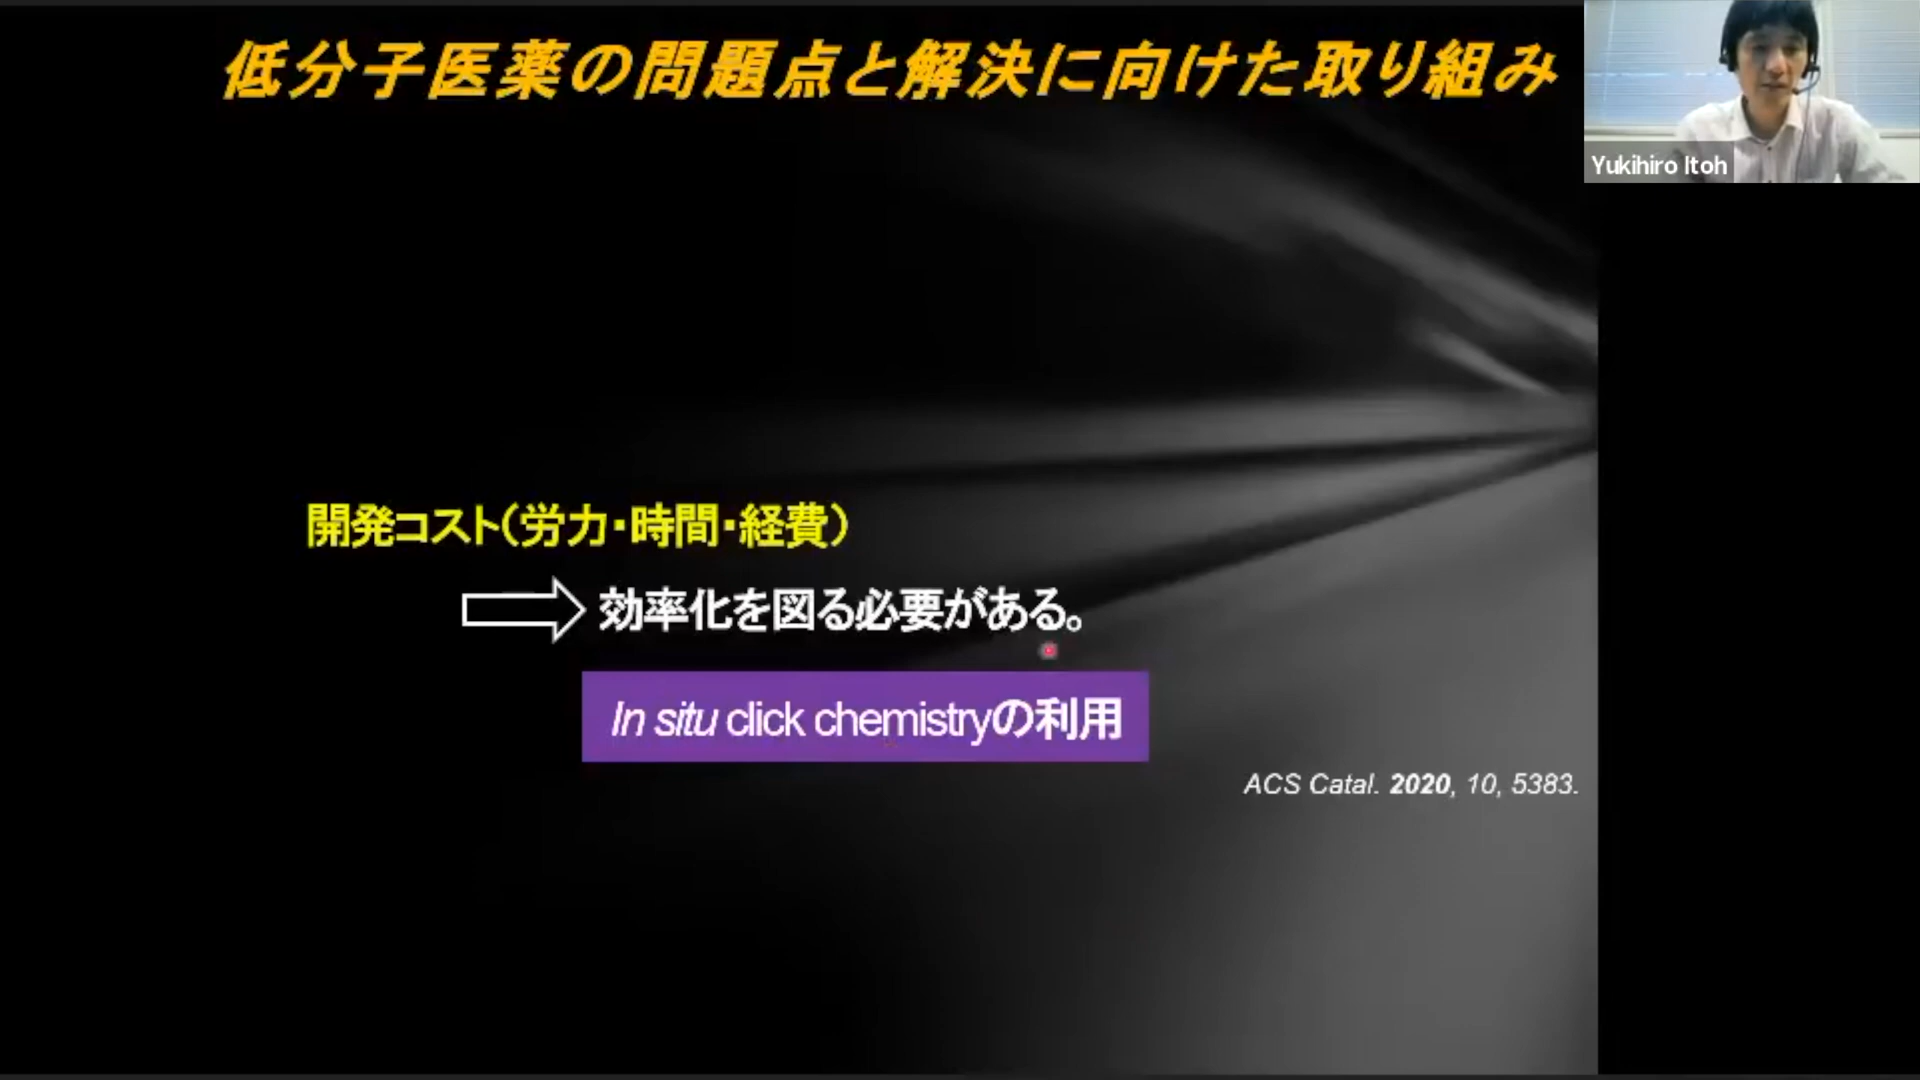 低分子医薬の問題点と解決に向けた取り組み
Yukihiro Itoh
開発コスト(労力・時間・経費)
効率化を図る必要がある。
In situ click chemistryの利用
ACS Catal. 2020, 10, 5383.